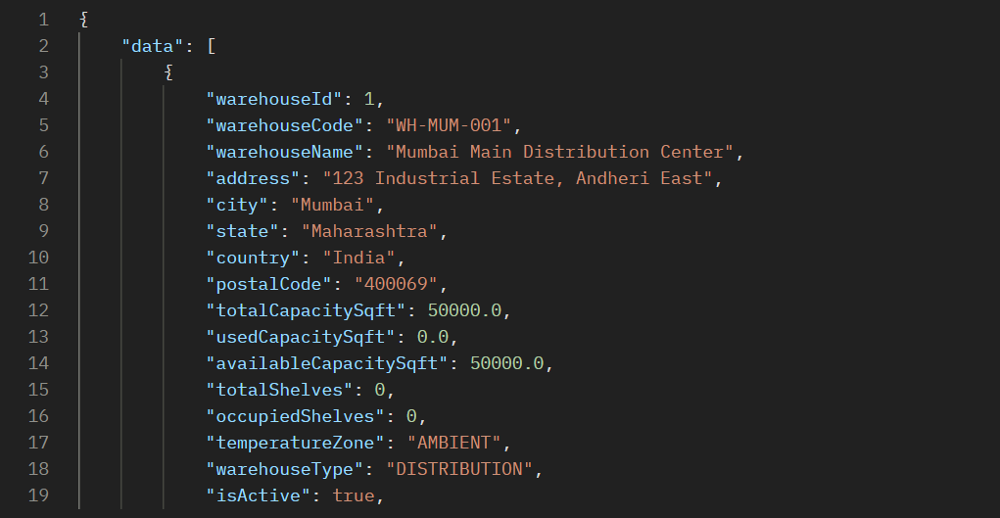 1 {
2 "data": [
3 {
4 "warehouseId": 1,
5 "warehouseCode": "WH-MUM-001",
6 "warehouseName": "Mumbai Main Distribution Center",
7 "address": "123 Industrial Estate, Andheri East",
8 "city": "Mumbai",
9 "state": "Maharashtra",
10 "country": "India",
11 "postalCode": "400069",
12 "totalCapacitySqft": 50000.0,
13 "usedCapacitySqft": 0.0,
14 "availableCapacitySqft": 50000.0,
15 "totalShelves": 0,
16 "occupiedShelves": 0,
17 "temperatureZone": "AMBIENT",
18 "warehouseType": "DISTRIBUTION",
19 "isActive": true,